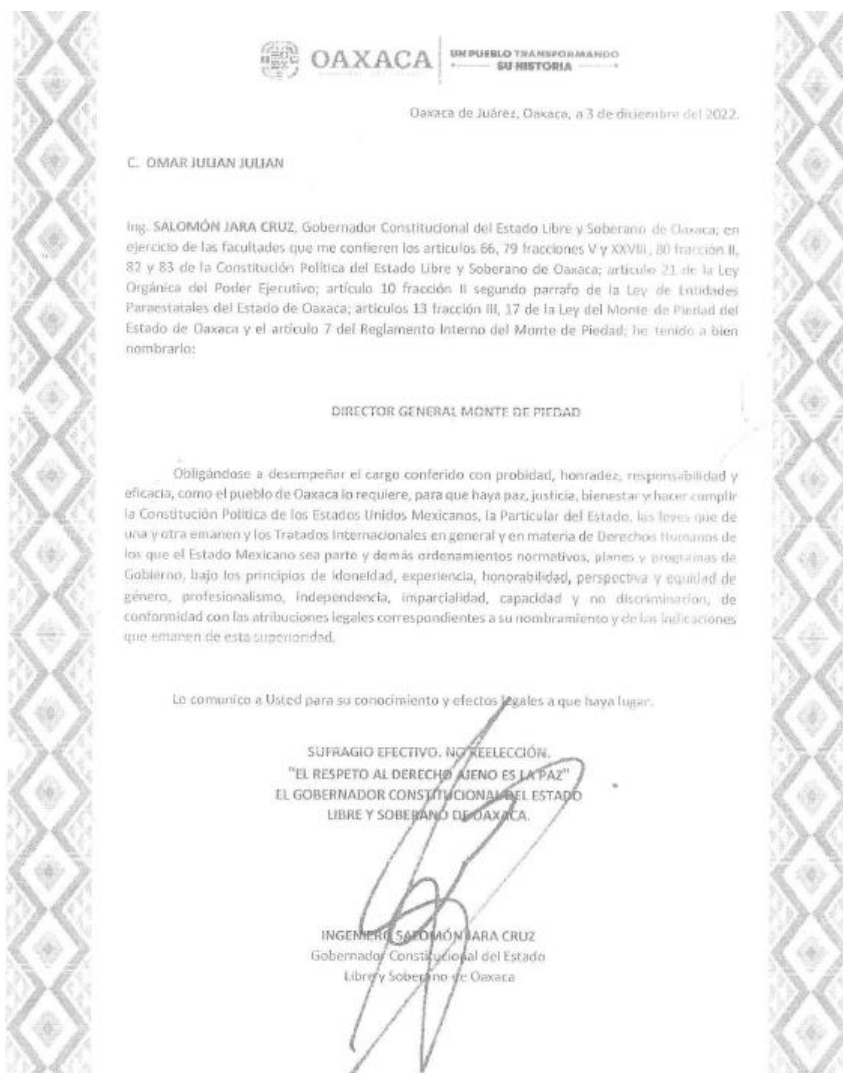 OAXACA
UN PUEBLO TRANSFORMANDO
SU HISTORIA
Oaxaca de Juárez, Oaxaca, a 3 de diciembre del 2022.
C. OMAR JULIAN JULIAN
Ing. SALOMÓN JARA CRUZ, Gobernador Constitucional del Estado Libre y Soberano de Oaxaca; en
ejercicio de las facultades que me confieren los artículos 66, 79 fracciones V y XXVIII, 80 fracción II,
82 y 83 de la Constitución Política del Estado Libre y Soberano de Oaxaca; artículo 21 de la Ley
Orgánica del Poder Ejecutivo; artículo 10 fracción II segundo parrafo de la Ley de Entidades
Paraestatales del Estado de Oaxaca; artículos 13 fracción III, 17 de la Ley del Monte de Piedad del
Estado de Oaxaca y el artículo 7 del Reglamento Interno del Monte de Piedad; he tenido a bien
nombrarlo:
DIRECTOR GENERAL MONTE DE PIEDAD
Obligándose a desempeñar el cargo conferido con probidad, honradez, responsabilidad y
eficacia, como el pueblo de Oaxaca lo requiere, para que haya paz, justicia, bienestar y hacer cumplir
la Constitución Política de los Estados Unidos Mexicanos, la Particular del Estado, las leyes que de
una y otra emanen y los Tratados Internacionales en general y en materia de Derechos Humanos de
los que el Estado Mexicano sea parte y demás ordenamientos normativos, planes y programas de
Gobierno, bajo los principios de idoneidad, experiencia, honorabilidad, perspectiva y equidad de
género, profesionalismo, independencia, imparcialidad, capacidad y no discriminación, de
conformidad con las atribuciones legales correspondientes a su nombramiento y de las indicaciones
que emanen de esta superioridad.
Lo comunico a Usted para su conocimiento y efectos legales a que haya lugar.
SUFRAGIO EFECTIVO. NO REELECCIÓN.
"EL RESPETO AL DERECHO AJENO ES LA PAZ"
EL GOBERNADOR CONSTITUCIONAL DEL ESTADO
LIBRE Y SOBERANO DE OAXACA.
INGENIERO SALOMÓN JARA CRUZ
Gobernador Constitucional del Estado
Libre y Soberano de Oaxaca